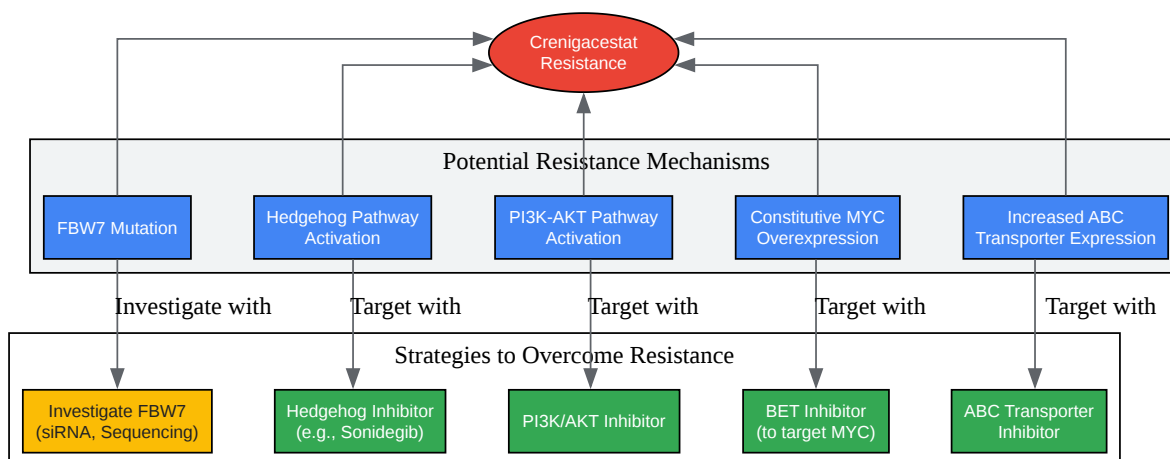 Crenigacestat
Resistance
Potential Resistance Mechanisms
FBW7 Mutation
Hedgehog Pathway
Activation
PI3K-AKT Pathway
Activation
Constitutive MYC
Overexpression
Increased ABC
Transporter Expression
Investigate with
Target with
Target with
Target with
Target with
Strategies to Overcome Resistance
Investigate FBW7
(siRNA, Sequencing)
Hedgehog Inhibitor
(e.g., Sonidegib)
PI3K/AKT Inhibitor
BET Inhibitor
(to target MYC)
ABC Transporter
Inhibitor